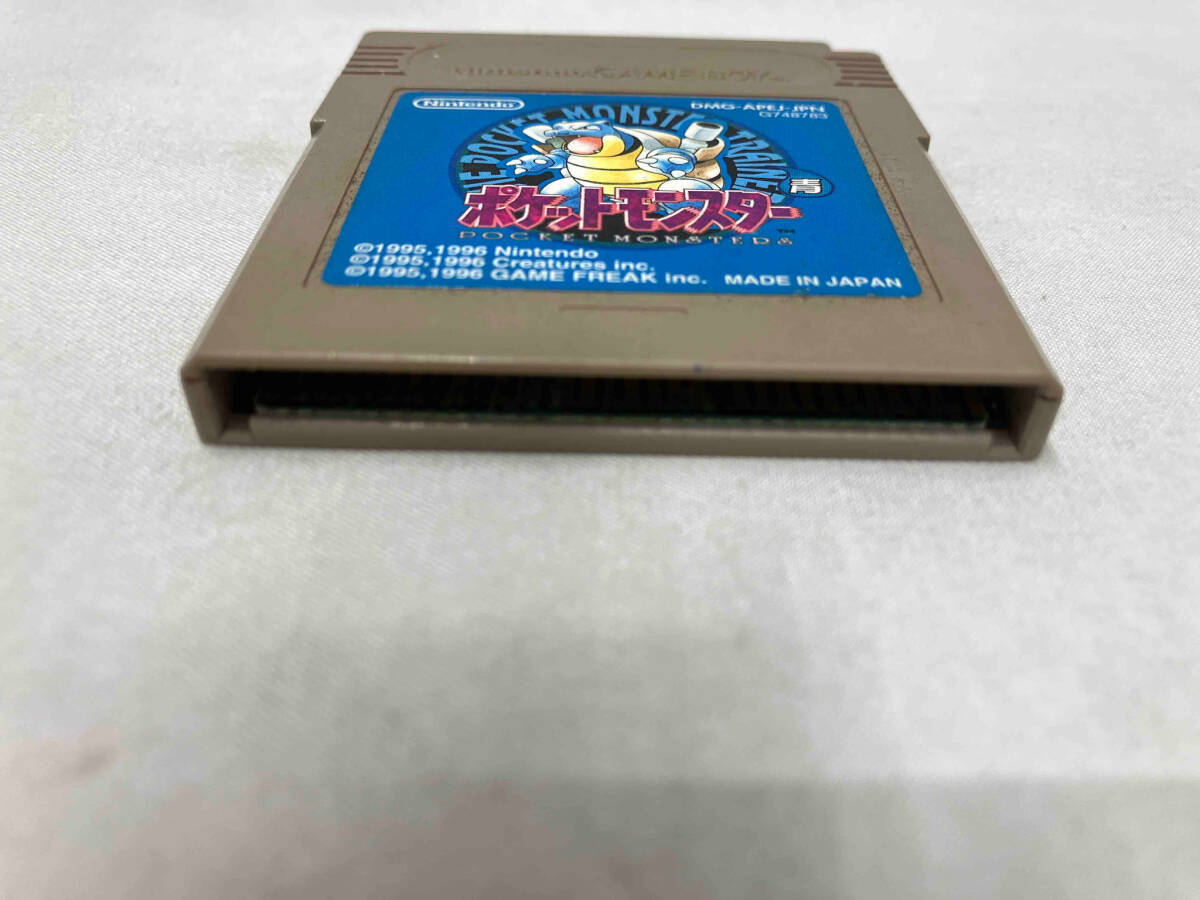 Nintendo GAME BOY
Nintendo
DMG-APEJ-JPN
G748783
THE POCKET MONSTER TRAINER
青
ポケットモンスター
TM
POCKET MONSTERS
©1995,1996 Nintendo
©1995,1996 Creatures inc.
©1995,1996 GAME FREAK inc. MADE IN JAPAN